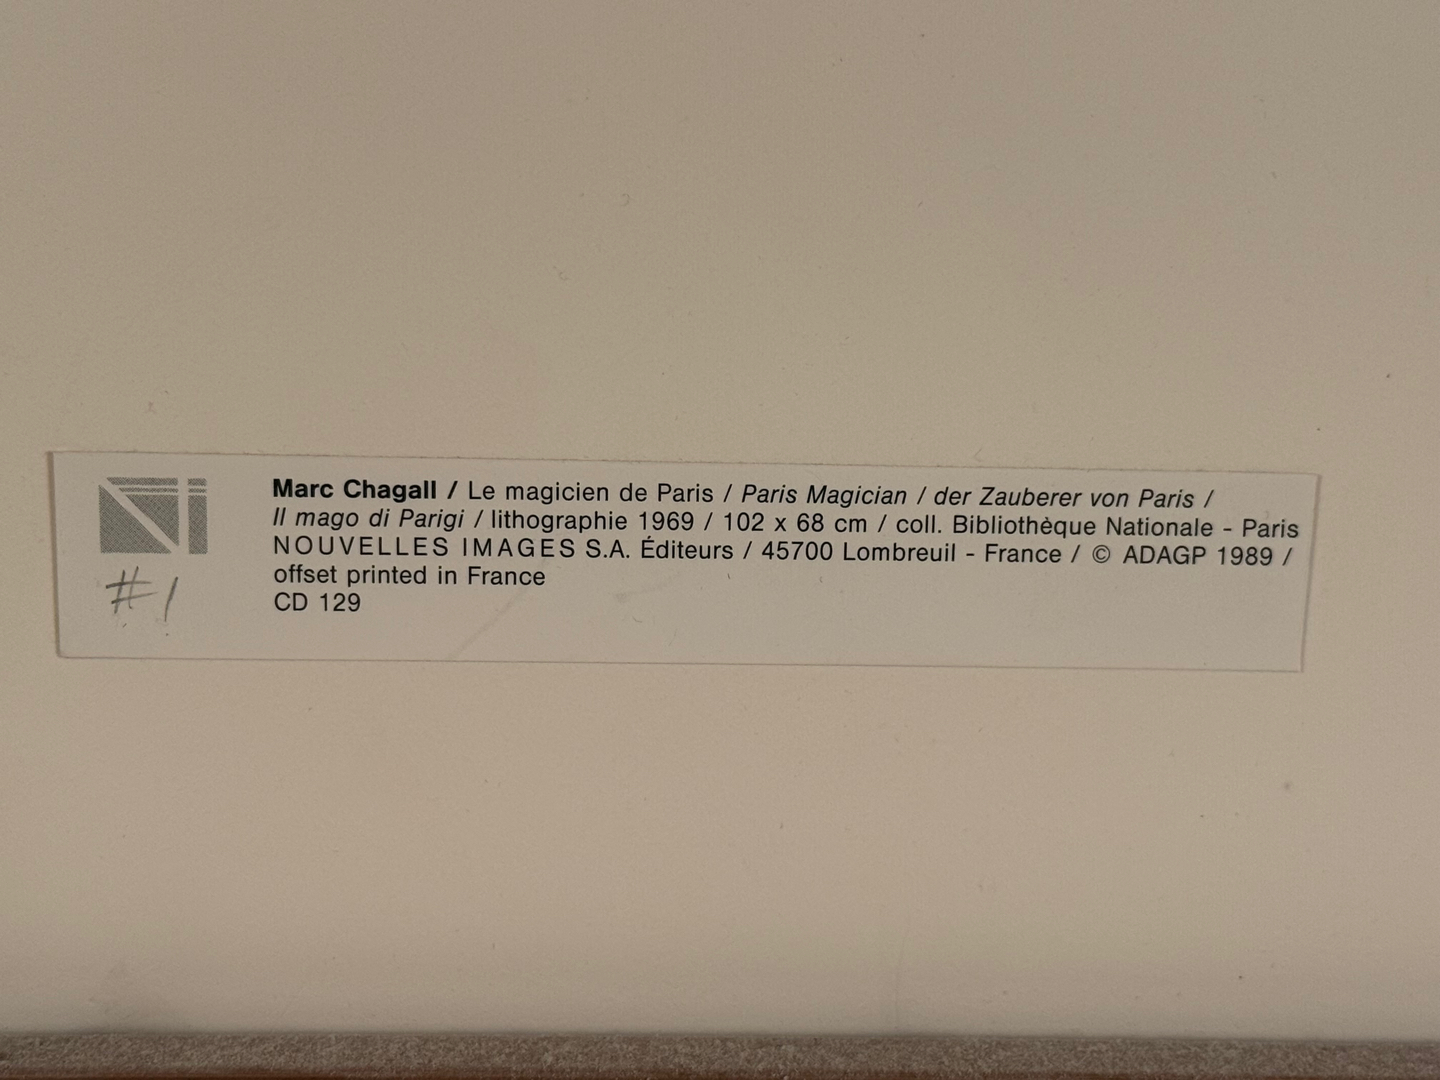 Marc Chagall / Le magicien de Paris / Paris Magician / der Zauberer von Paris /
Il mago di Parigi / lithographie 1969 / 102 x 68 cm / coll. Bibliothèque Nationale - Paris
NOUVELLES IMAGES S.A. Éditeurs / 45700 Lombreuil - France / © ADAGP 1989 /
offset printed in France
CD 129
#1